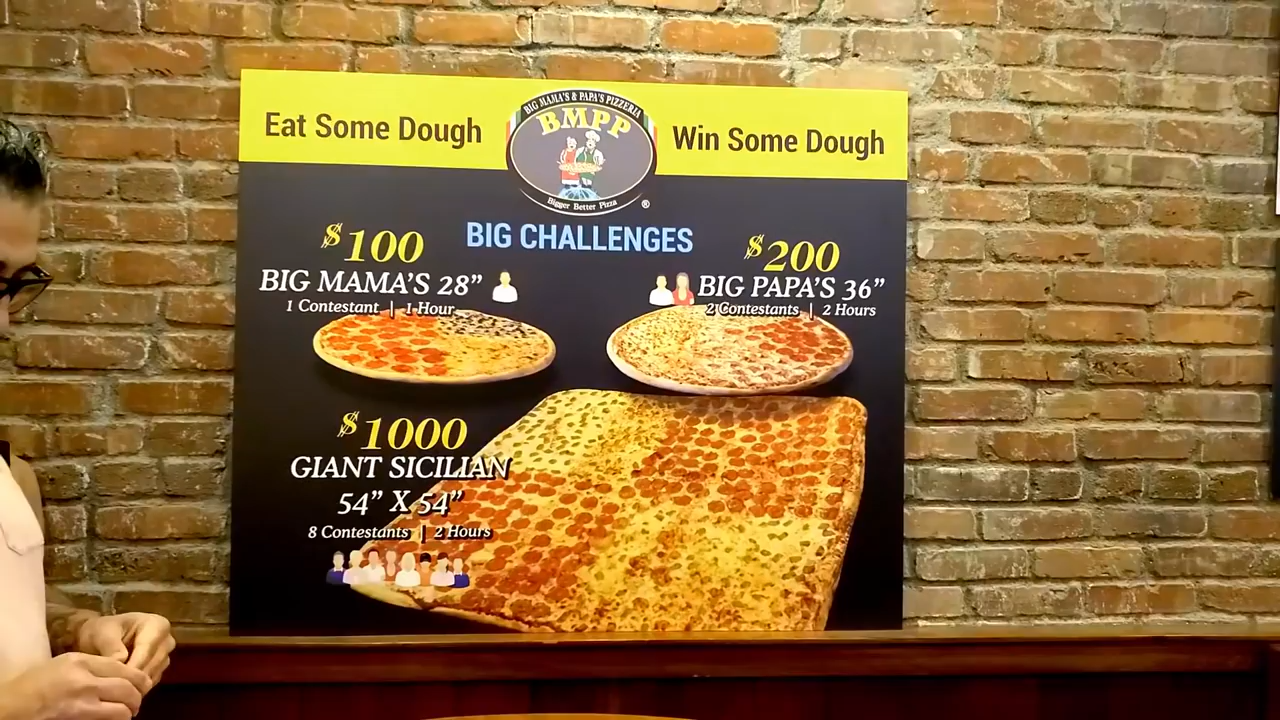 Eat Some Dough
BIG MAMA'S & PAPA'S PIZZERIA
BMPP
Bigger Better Pizza
®
Win Some Dough
BIG CHALLENGES
$100
BIG MAMA'S 28”
1 Contestant | 1 Hour
$200
BIG PAPA'S 36”
2 Contestants | 2 Hours
$1000
GIANT SICILIAN
54” X 54”
8 Contestants | 2 Hours